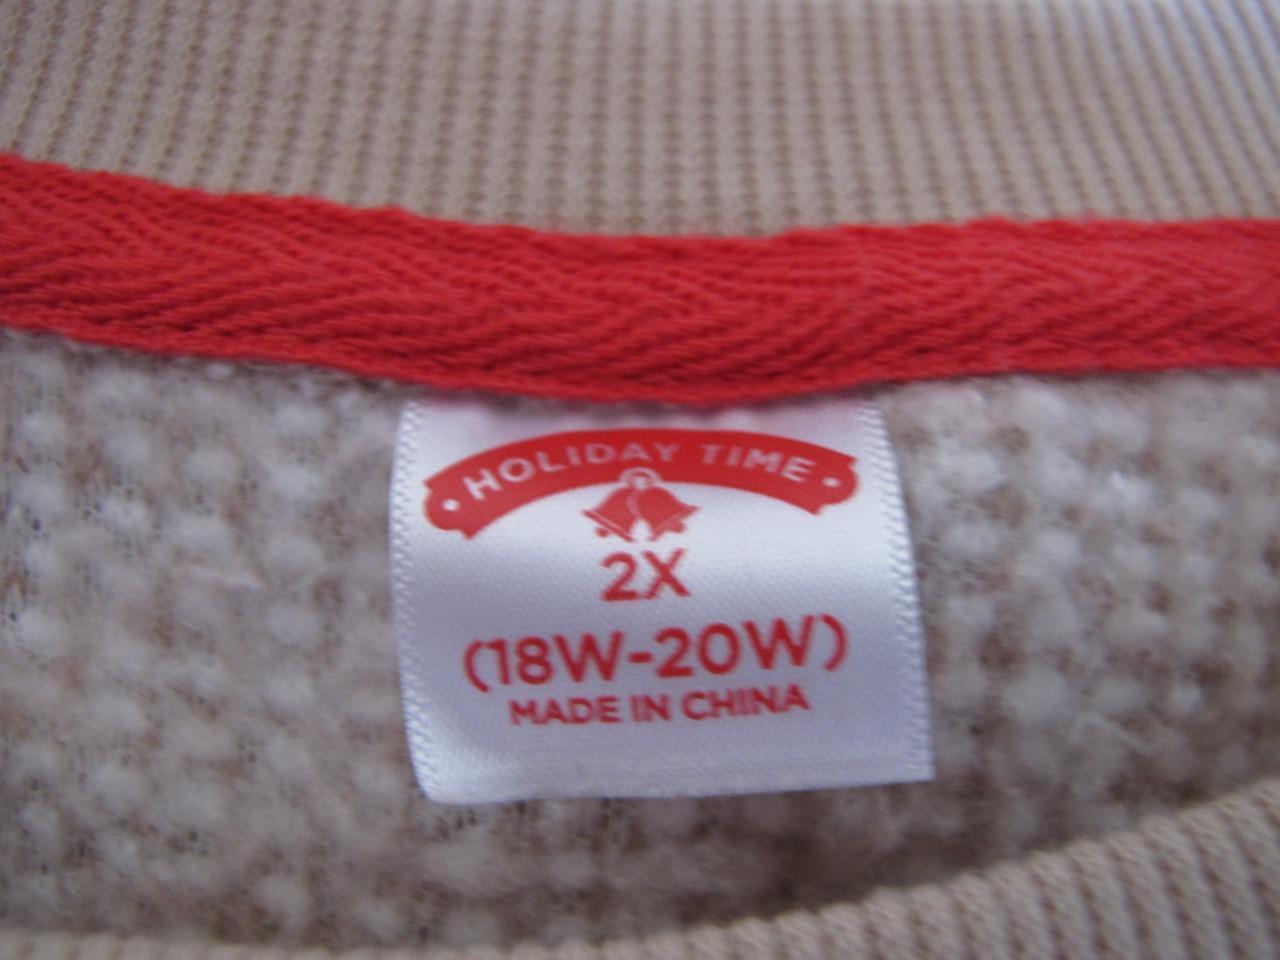 HOLIDAY TIME
2X
(18W-20W)
MADE IN CHINA